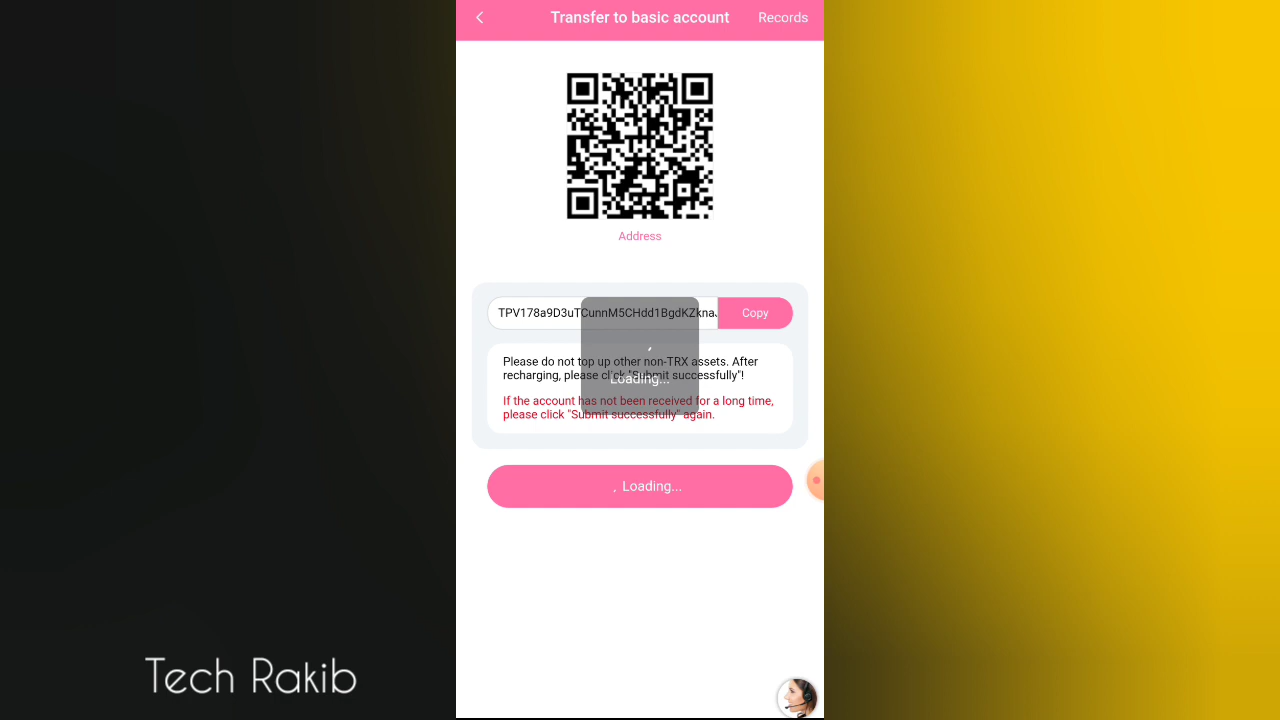 Transfer to basic account
Records
Address
TPV178a9D3uTCunnM5CHdd1BgdKZkna
Copy
Please do not top up other non-TRX assets. After
recharging, please click "Submit successfully"!
Loading...
If the account has not been received for a long time,
please click "Submit successfully" again.
Loading...
Tech Rakib